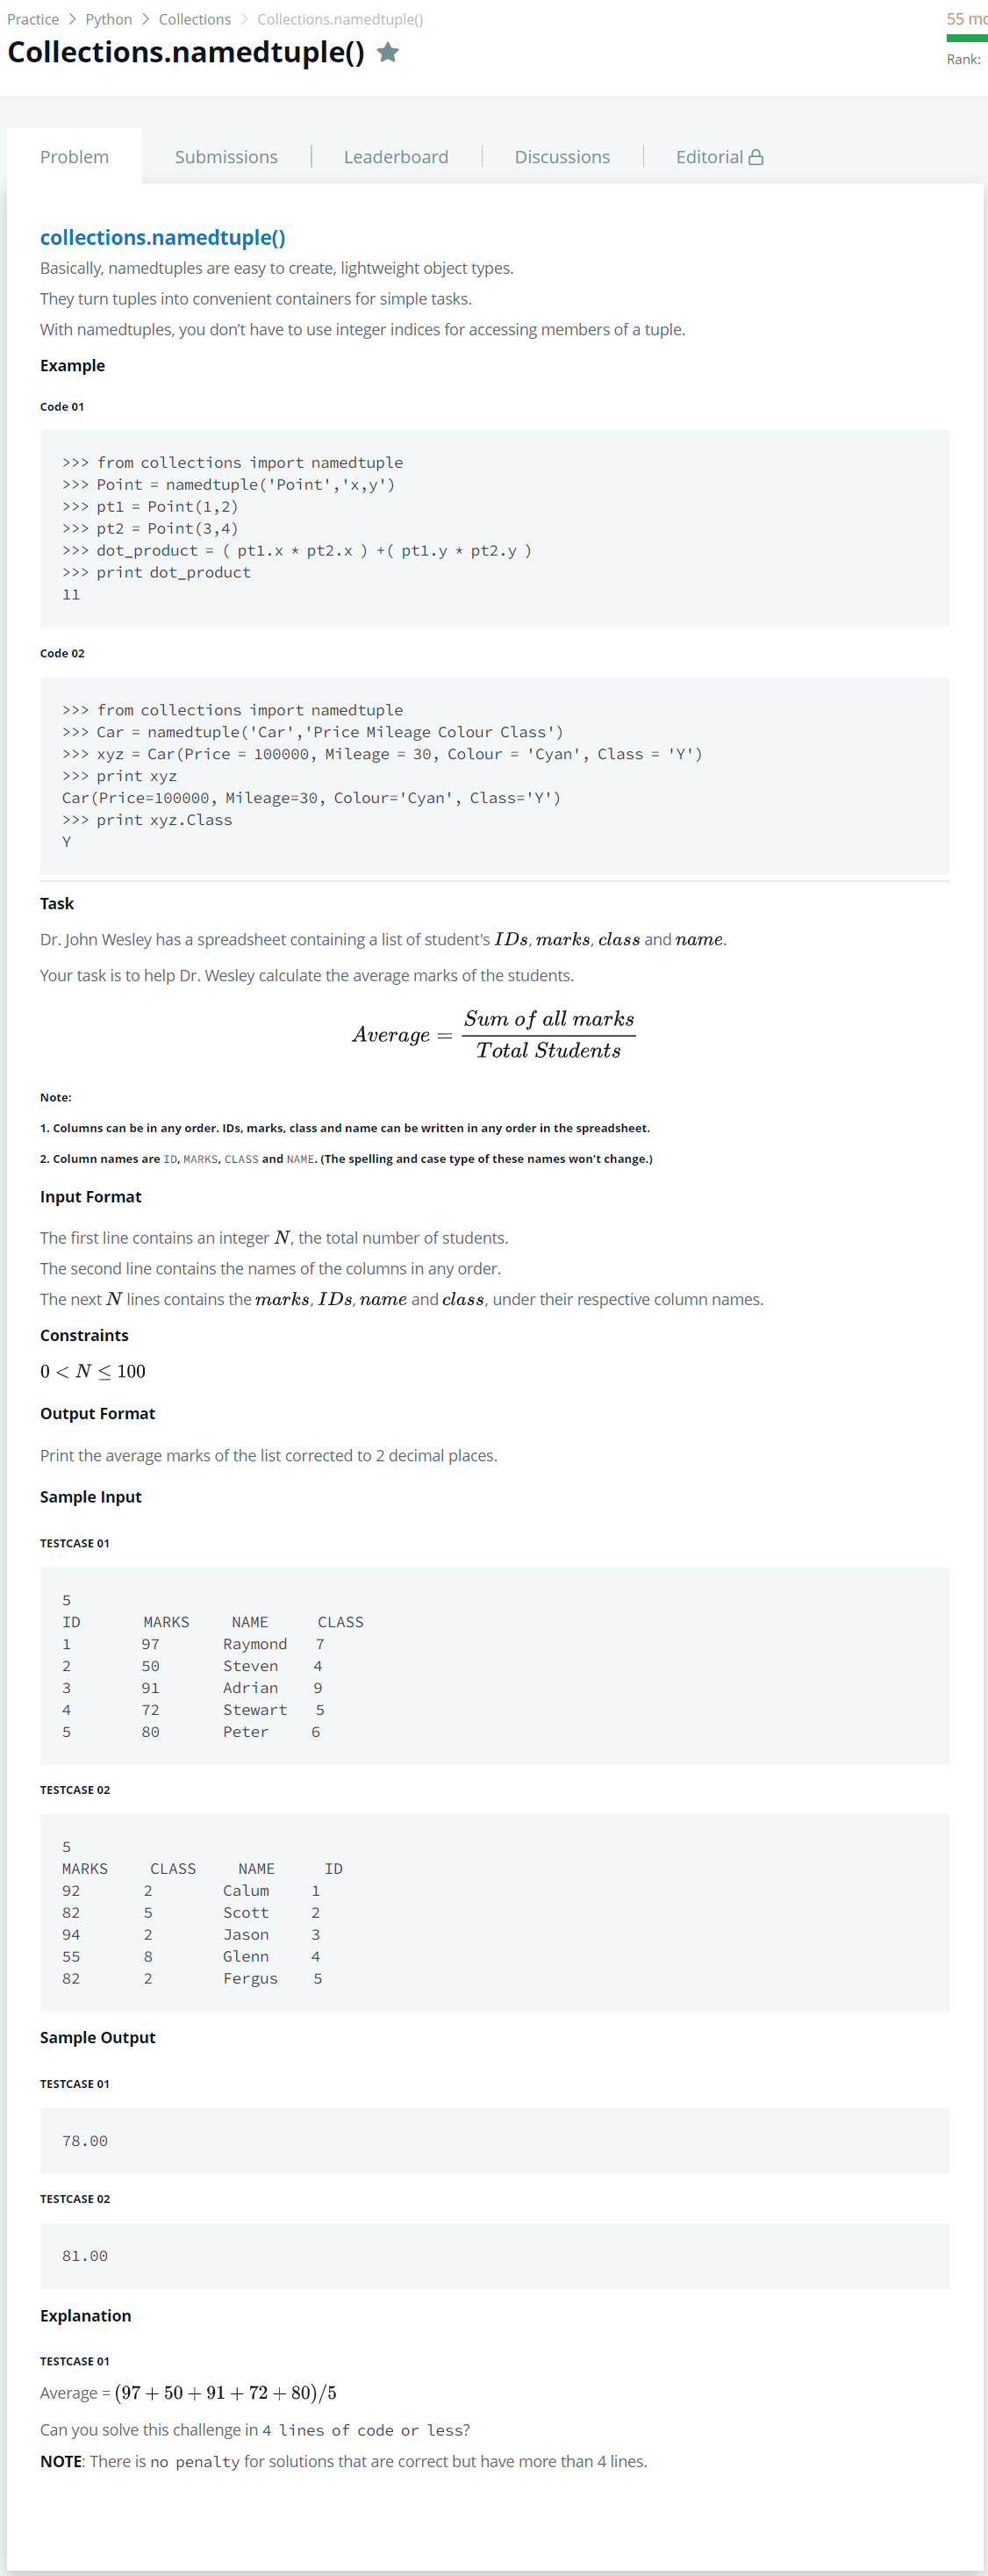 Practice > Python > Collections > Collections.namedtuple()
55 mo
Collections.namedtuple()
Rank:
Problem
Submissions
Leaderboard
Discussions
Editorial
collections.namedtuple()
Basically, namedtuples are easy to create, lightweight object types.
They turn tuples into convenient containers for simple tasks.
With namedtuples, you don’t have to use integer indices for accessing members of a tuple.
Example
Code 01
>>> from collections import namedtuple
>>> Point = namedtuple('Point','x,y')
>>> pt1 = Point(1,2)
>>> pt2 = Point(3,4)
>>> dot_product = ( pt1.x * pt2.x ) +( pt1.y * pt2.y )
>>> print dot_product
11
Code 02
>>> from collections import namedtuple
>>> Car = namedtuple('Car','Price Mileage Colour Class')
>>> xyz = Car(Price = 100000, Mileage = 30, Colour = 'Cyan', Class = 'Y')
>>> print xyz
Car(Price=100000, Mileage=30, Colour='Cyan', Class='Y')
>>> print xyz.Class
Y
Task
Dr. John Wesley has a spreadsheet containing a list of student's IDs, marks, class and name.
Your task is to help Dr. Wesley calculate the average marks of the students.
Average = Sum of all marks / Total Students
Note:
1. Columns can be in any order. IDs, marks, class and name can be written in any order in the spreadsheet.
2. Column names are ID, MARKS, CLASS and NAME. (The spelling and case type of these names won't change.)
Input Format
The first line contains an integer N, the total number of students.
The second line contains the names of the columns in any order.
The next N lines contains the marks, IDs, name and class, under their respective column names.
Constraints
0 < N ≤ 100
Output Format
Print the average marks of the list corrected to 2 decimal places.
Sample Input
TESTCASE 01
5
ID MARKS NAME CLASS
1 97 Raymond 7
2 50 Steven 4
3 91 Adrian 9
4 72 Stewart 5
5 80 Peter 6
TESTCASE 02
5
MARKS CLASS NAME ID
92 2 Calum 1
82 5 Scott 2
94 2 Jason 3
55 8 Glenn 4
82 2 Fergus 5
Sample Output
TESTCASE 01
78.00
TESTCASE 02
81.00
Explanation
TESTCASE 01
Average = (97 + 50 + 91 + 72 + 80)/5
Can you solve this challenge in 4 lines of code or less?
NOTE: There is no penalty for solutions that are correct but have more than 4 lines.